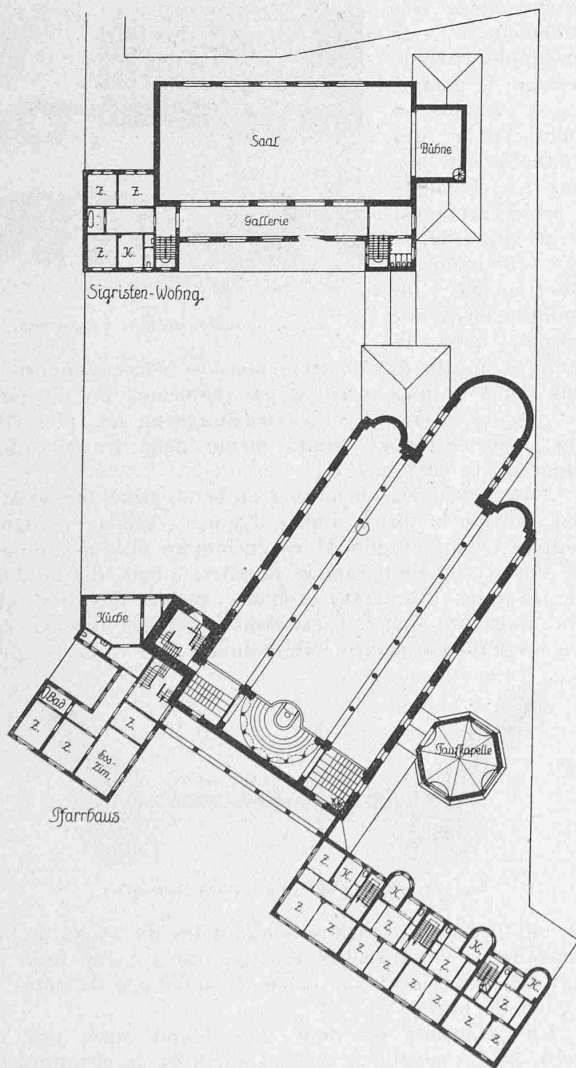 Saal
Bühne
Z. Z.
Gallerie
Z. K.
Sigristen-Wohng.
Küche
Bad
Z.
Z.
Z.
Ess-
Zim.
Pfarrhaus
Taufkapelle
Z.
K.
K.
Z.
K.
Z.
K.
Z.
K.
Z.
Z.
Z.
Z.
Z.
Z.
Z.
Z.